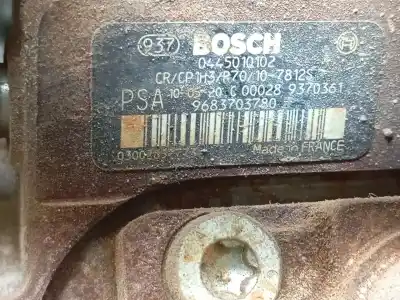 937 BOSCH
0445010102
CR/CP1H3/R70/10-7812S
PSA 10-05-20 C 00028 9370361
9683703780
Made in FRANCE